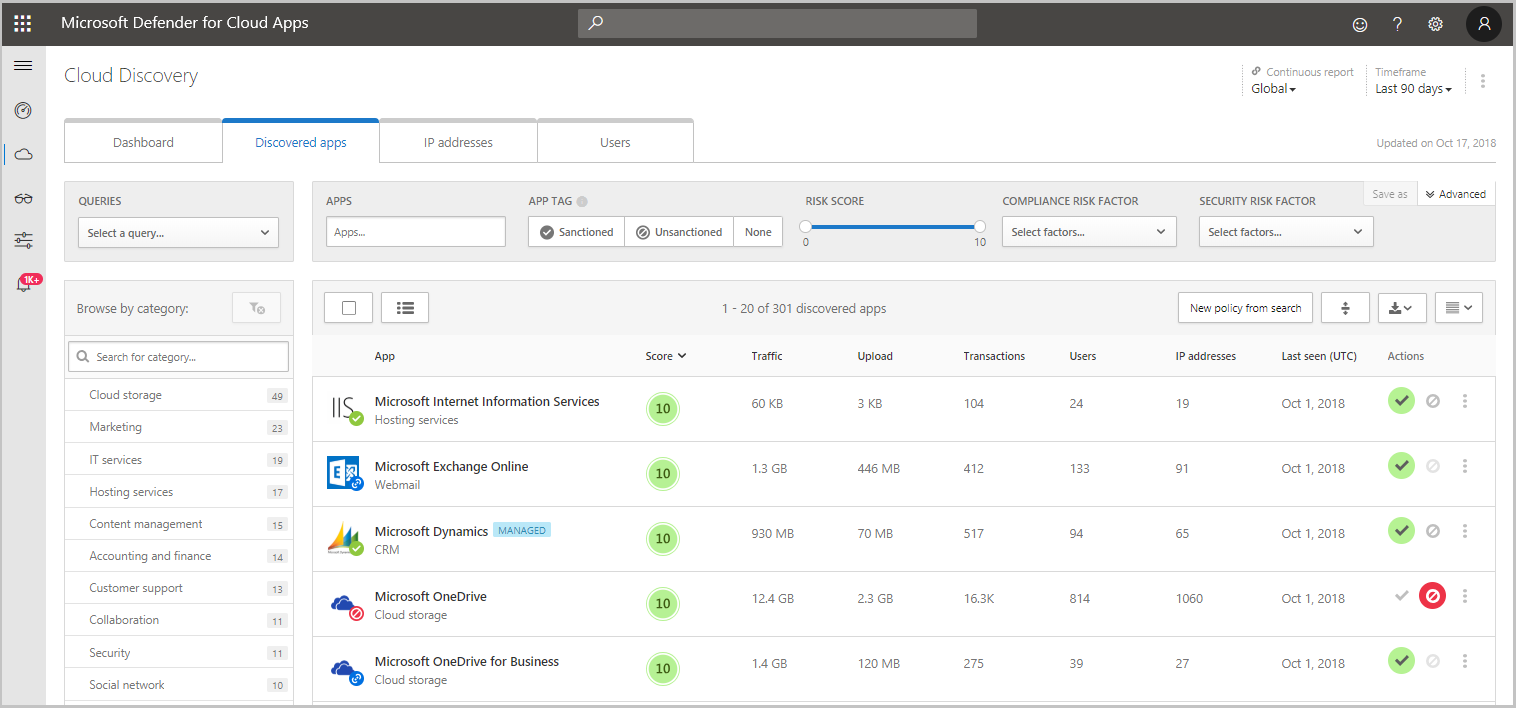 Microsoft Defender for Cloud Apps
Cloud Discovery
Continuous report
Global
Timeframe
Last 90 days
Dashboard
Discovered apps
IP addresses
Users
Updated on Oct 17, 2018
1K+
QUERIES
Select a query...
APPS
Apps...
APP TAG
Sanctioned
Unsanctioned
None
RISK SCORE
0
10
COMPLIANCE RISK FACTOR
Select factors...
SECURITY RISK FACTOR
Select factors...
Save as
Advanced
Browse by category:
Search for category...
Cloud storage 49
Marketing 23
IT services 19
Hosting services 17
Content management 15
Accounting and finance 14
Customer support 13
Collaboration 11
Security 11
Social network 10
1 - 20 of 301 discovered apps
New policy from search
App Score Traffic Upload Transactions Users IP addresses Last seen (UTC) Actions
IIS Microsoft Internet Information Services 10 60 KB 3 KB 104 24 19 Oct 1, 2018
Hosting services
Microsoft Exchange Online 10 1.3 GB 446 MB 412 133 91 Oct 1, 2018
Webmail
Microsoft Dynamics MANAGED 10 930 MB 70 MB 517 94 65 Oct 1, 2018
CRM
Microsoft OneDrive 10 12.4 GB 2.3 GB 16.3K 814 1060 Oct 1, 2018
Cloud storage
Microsoft OneDrive for Business 10 1.4 GB 120 MB 275 39 27 Oct 1, 2018
Cloud storage